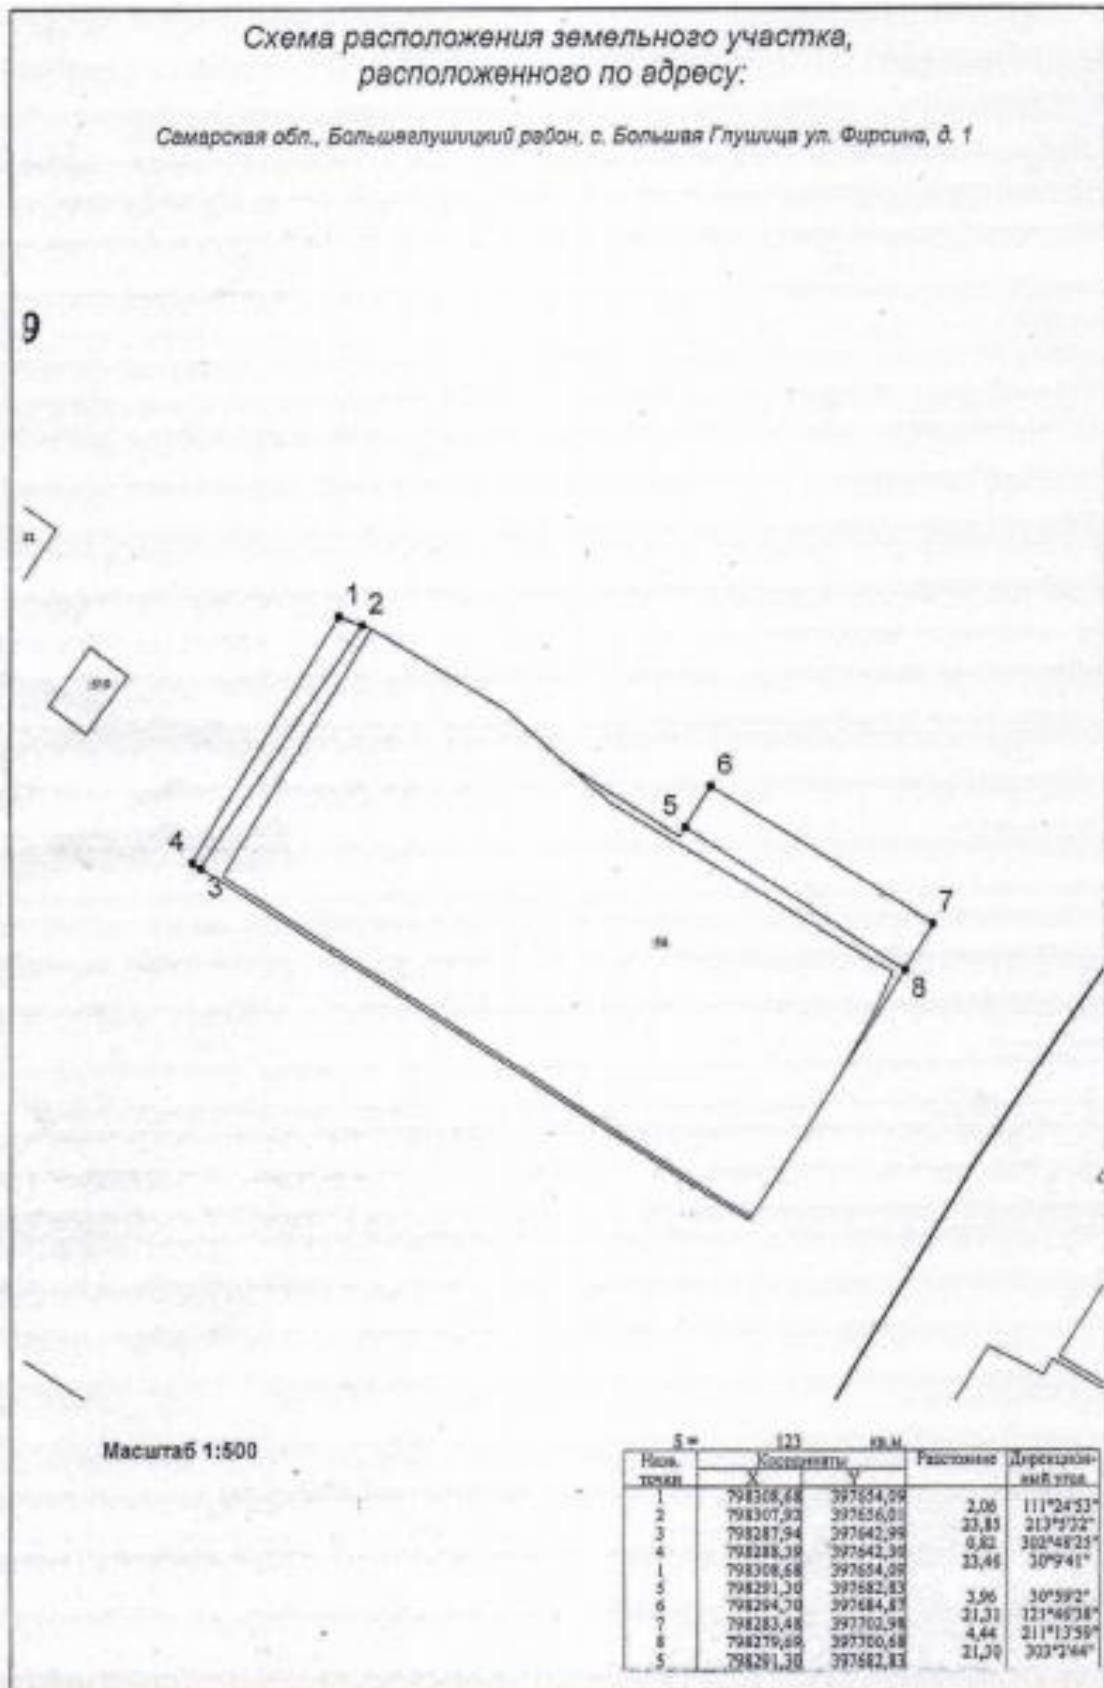 Схема расположения земельного участка,
расположенного по адресу:
Самарская обл., Большеглушицкий район, с. Большая Глушица ул. Фирсина, д. 1
9
1
2
6
5
4
3
7
8
Масштаб 1:500
S = 123 кв.м
Назв. точки Координаты Расстояние Дирекцион-ный угол
X Y
1 798308,68 397654,09
2,06 111°24'53"
2 798307,92 397656,01
23,85 213°5'32"
3 798287,94 397642,99
0,82 302°48'25"
4 798288,39 397642,30
23,46 30°9'41"
1 798308,68 397654,09
5 798291,30 397682,83
3,96 30°59'2"
6 798294,70 397684,87
21,31 121°46'38"
7 798283,48 397702,98
4,44 211°13'59"
8 798279,69 397700,68
21,30 303°2'44"
5 798291,30 397682,83